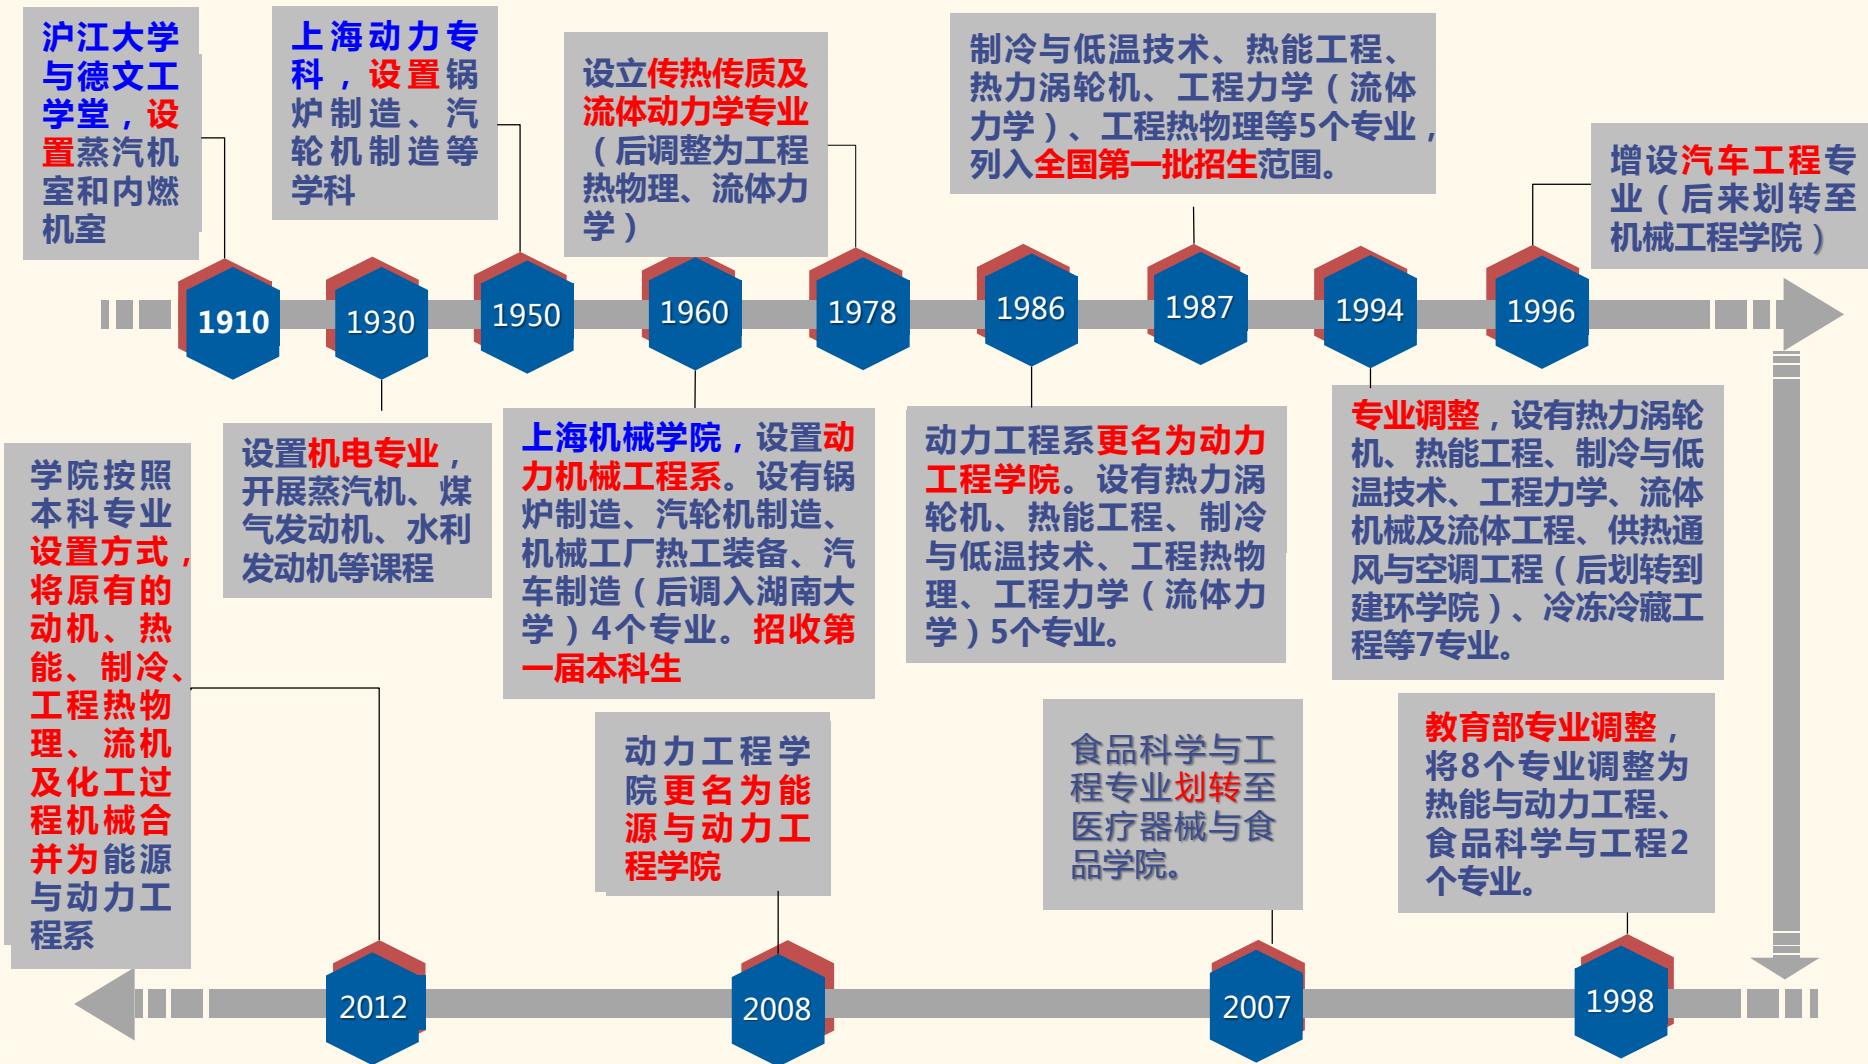 沪江大学
与德文工
学堂，设
置蒸汽机
室和内燃
机室
上海动力专
科，设置锅
炉制造、汽
轮机制造等
学科
设立传热传质及
流体动力学专业
（后调整为工程
热物理、流体力
学）
制冷与低温技术、热能工程、
热力涡轮机、工程力学（流体
力学）、工程热物理等5个专业，
列入全国第一批招生范围。
增设汽车工程专
业（后来划转至
机械工程学院）
1910
1930
1950
1960
1978
1986
1987
1994
1996
设置机电专业，
开展蒸汽机、煤
气发动机、水利
发动机等课程
上海机械学院，设置动
力机械工程系。设有锅
炉制造、汽轮机制造、
机械工厂热工装备、汽
车制造（后调入湖南大
学）4个专业。招收第
一届本科生
动力工程系更名为动力
工程学院。设有热力涡
轮机、热能工程、制冷
与低温技术、工程热物
理、工程力学（流体力
学）5个专业。
专业调整，设有热力涡轮
机、热能工程、制冷与低
温技术、工程力学、流体
机械及流体工程、供热通
风与空调工程（后划转到
建环学院）、冷冻冷藏工
程等7专业。
教育部专业调整，
将8个专业调整为
热能与动力工程、
食品科学与工程2
个专业。
食品科学与工
程专业划转至
医疗器械与食
品学院。
动力工程学
院更名为能
源与动力工
程学院
学院按照
本科专业
设置方式，
将原有的
动机、热
能、制冷、
工程热物
理、流机
及化工过
程机械合
并为能源
与动力工
程系
2012
2008
2007
1998